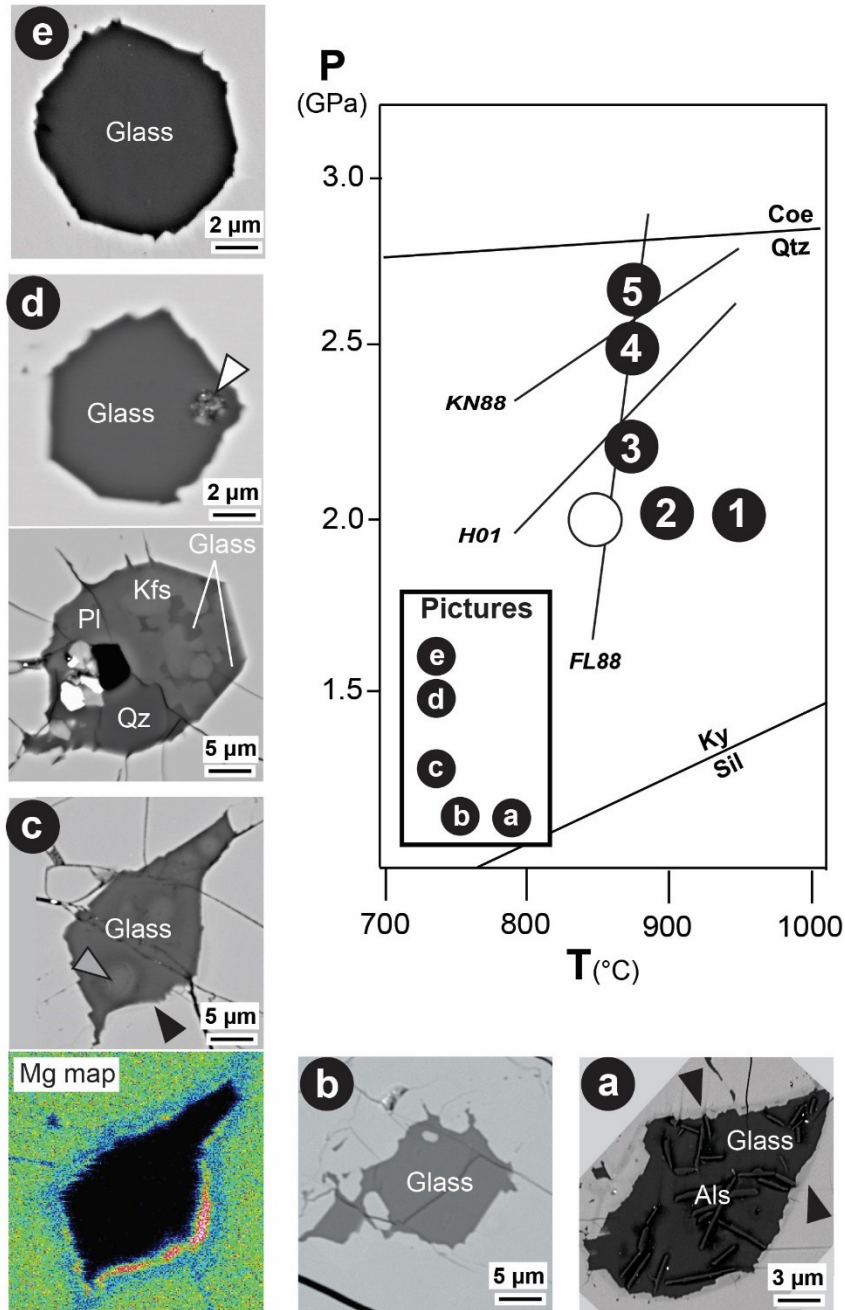 e
Glass
2 µm
d
Glass
2 µm
Glass
Kfs
Pl
Qz
5 µm
c
Glass
5 µm
Mg map
P
(GPa)
3.0
2.5
2.0
1.5
Coe
Qtz
5
KN88
4
3
H01
2
1
FL88
Pictures
e
d
c
b
a
Ky
Sil
700
800
900
1000
T(°C)
b
Glass
5 µm
a
Glass
Als
3 µm